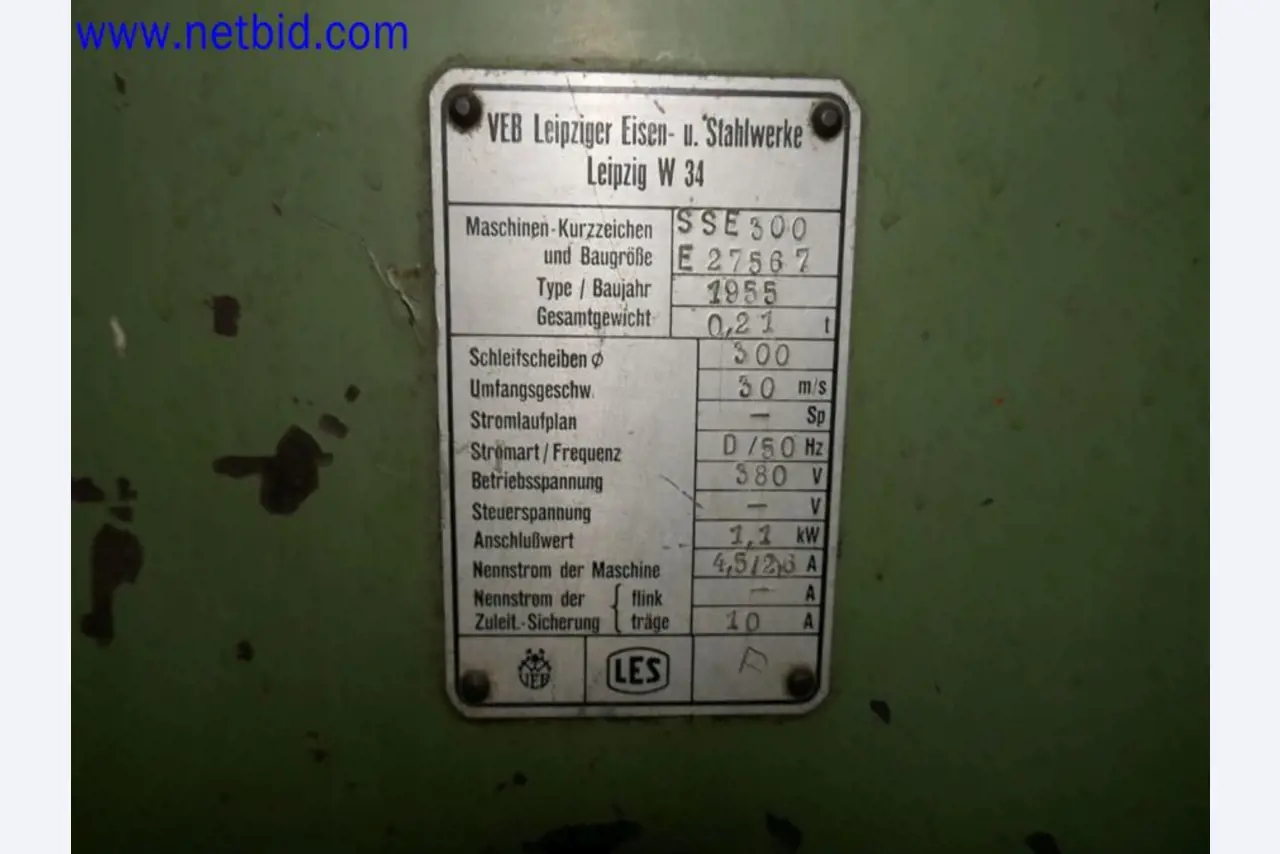 www.netbid.com
VEB Leipziger Eisen- u. Stahlwerke
Leipzig W 34
Maschinen-Kurzzeichen SSE300
und Baugröße E 27567
Type / Baujahr 1955
Gesamtgewicht 0,21 t
Schleifscheiben ϕ 300
Umfangsgeschw. 30 m/s
Stromlaufplan — Sp
Stromart / Frequenz D /50 Hz
Betriebsspannung 380 V
Steuerspannung — V
Anschlußwert 1,1 kW
Nennstrom der Maschine 4,5/2,6 A
Nennstrom der { flink — A
Zuleit.-Sicherung { träge 10 A
VEB LES